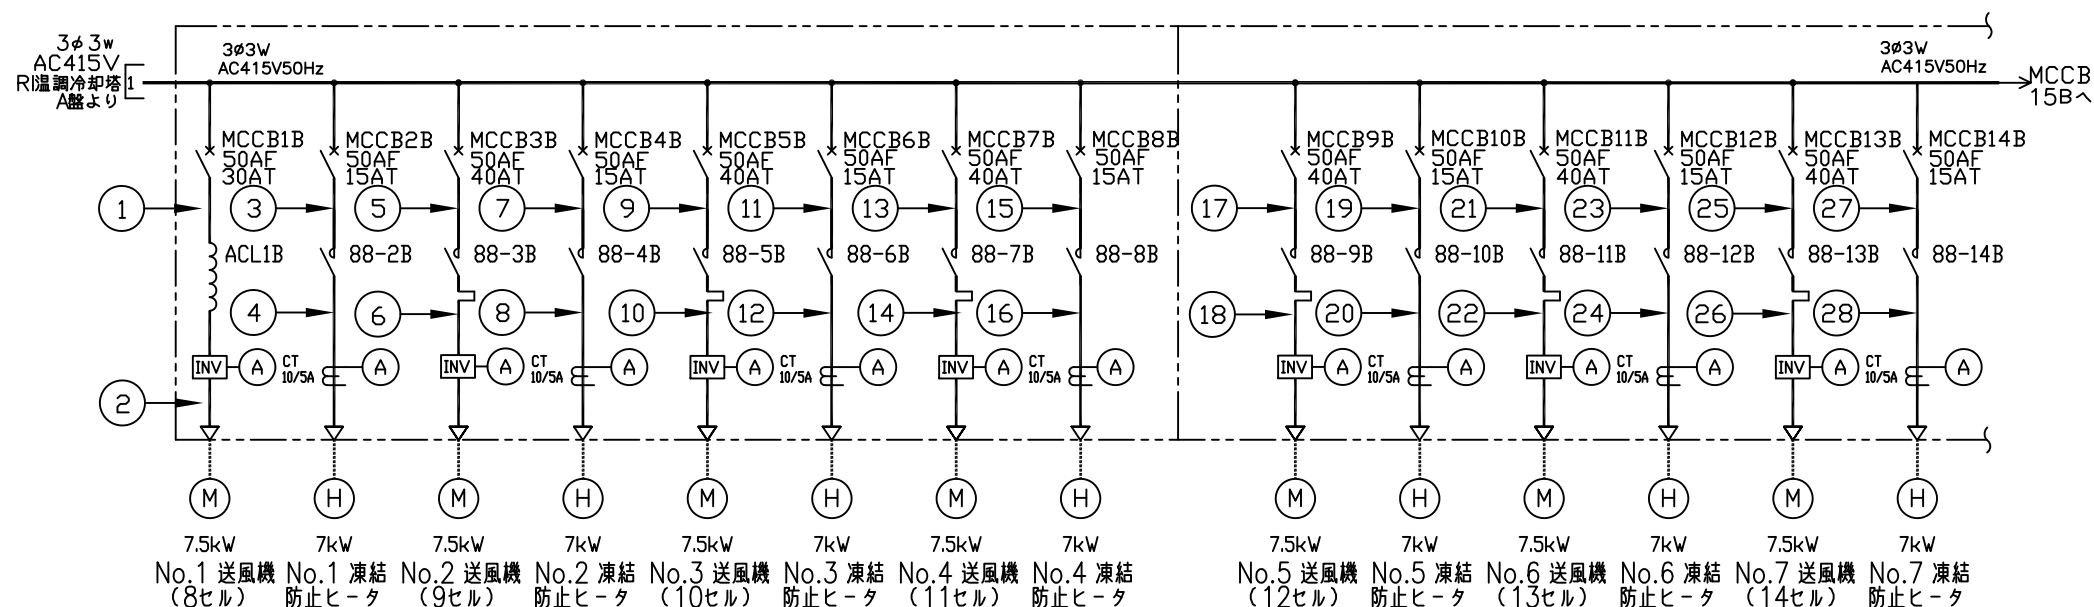 3φ3w
AC415V
RI温調冷却塔
A盤より
1
3φ3W
AC415V50Hz
3φ3W
AC415V50Hz
MCCB
15Bへ
MCCB1B
50AF
30AT
MCCB2B
50AF
15AT
MCCB3B
50AF
40AT
MCCB4B
50AF
15AT
MCCB5B
50AF
40AT
MCCB6B
50AF
15AT
MCCB7B
50AF
40AT
MCCB8B
50AF
15AT
MCCB9B
50AF
40AT
MCCB10B
50AF
15AT
MCCB11B
50AF
40AT
MCCB12B
50AF
15AT
MCCB13B
50AF
40AT
MCCB14B
50AF
15AT
1 3 5 7 9 11 13 15 17 19 21 23 25 27
ACL1B 88-2B 88-3B 88-4B 88-5B 88-6B 88-7B 88-8B 88-9B 88-10B 88-11B 88-12B 88-13B 88-14B
4 6 8 10 12 14 16 18 20 22 24 26 28
INV A CT 10/5A A INV A CT 10/5A A INV A CT 10/5A A INV A CT 10/5A A INV A CT 10/5A A INV A CT 10/5A A INV A CT 10/5A A
2
M H M H M H M H M H M H M H
7.5kW
No.1 送風機
(8セル)
7kW
No.1 凍結
防止ヒータ
7.5kW
No.2 送風機
(9セル)
7kW
No.2 凍結
防止ヒータ
7.5kW
No.3 送風機
(10セル)
7kW
No.3 凍結
防止ヒータ
7.5kW
No.4 送風機
(11セル)
7kW
No.4 凍結
防止ヒータ
7.5kW
No.5 送風機
(12セル)
7kW
No.5 凍結
防止ヒータ
7.5kW
No.6 送風機
(13セル)
7kW
No.6 凍結
防止ヒータ
7.5kW
No.7 送風機
(14セル)
7kW
No.7 凍結
防止ヒータ